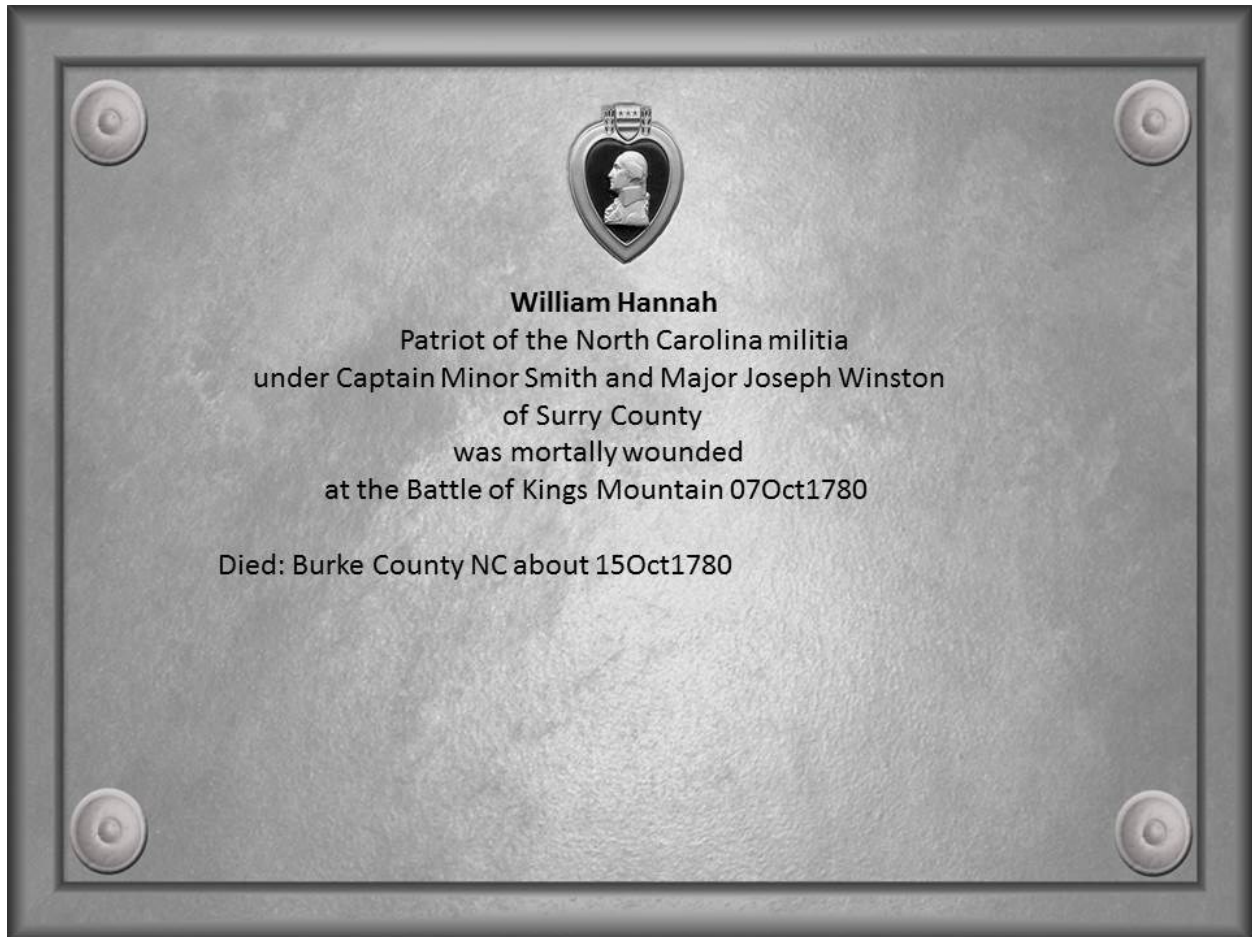 William Hannah
Patriot of the North Carolina militia
under Captain Minor Smith and Major Joseph Winston
of Surry County
was mortally wounded
at the Battle of Kings Mountain 07Oct1780
Died: Burke County NC about 15Oct1780